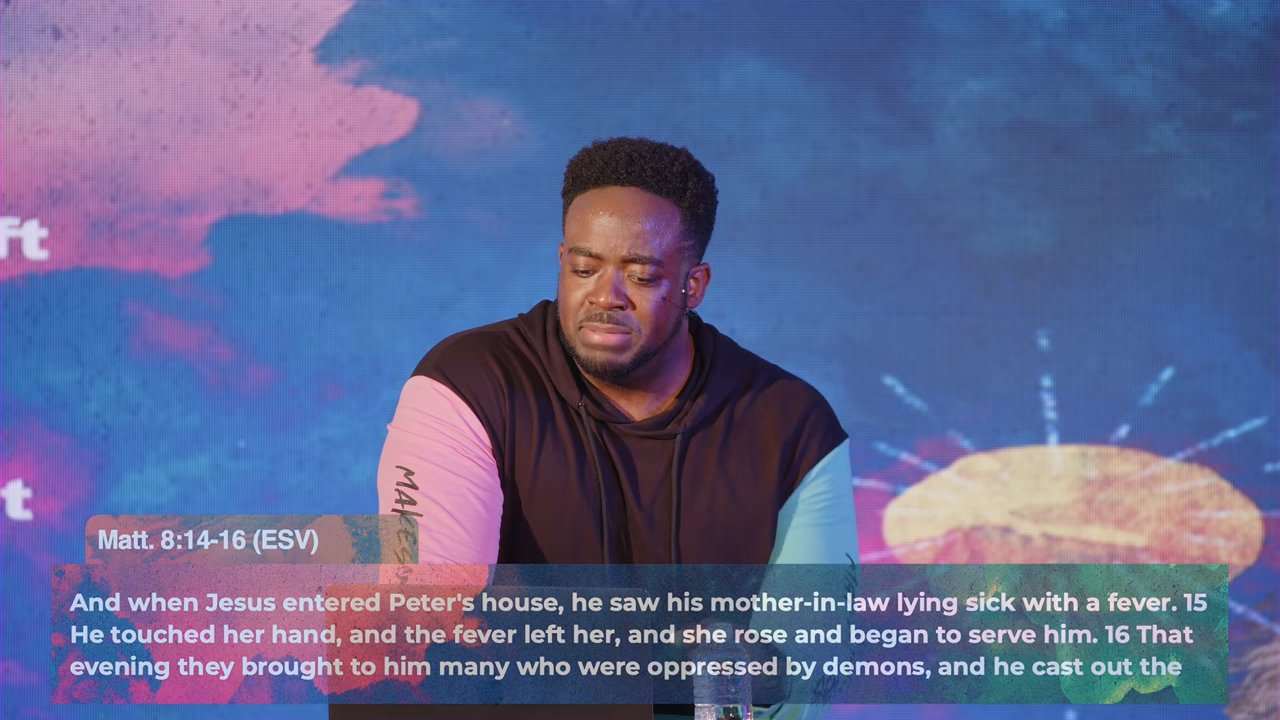 ft
t
Matt. 8:14-16 (ESV)
And when Jesus entered Peter's house, he saw his mother-in-law lying sick with a fever. 15
He touched her hand, and the fever left her, and she rose and began to serve him. 16 That
evening they brought to him many who were oppressed by demons, and he cast out the